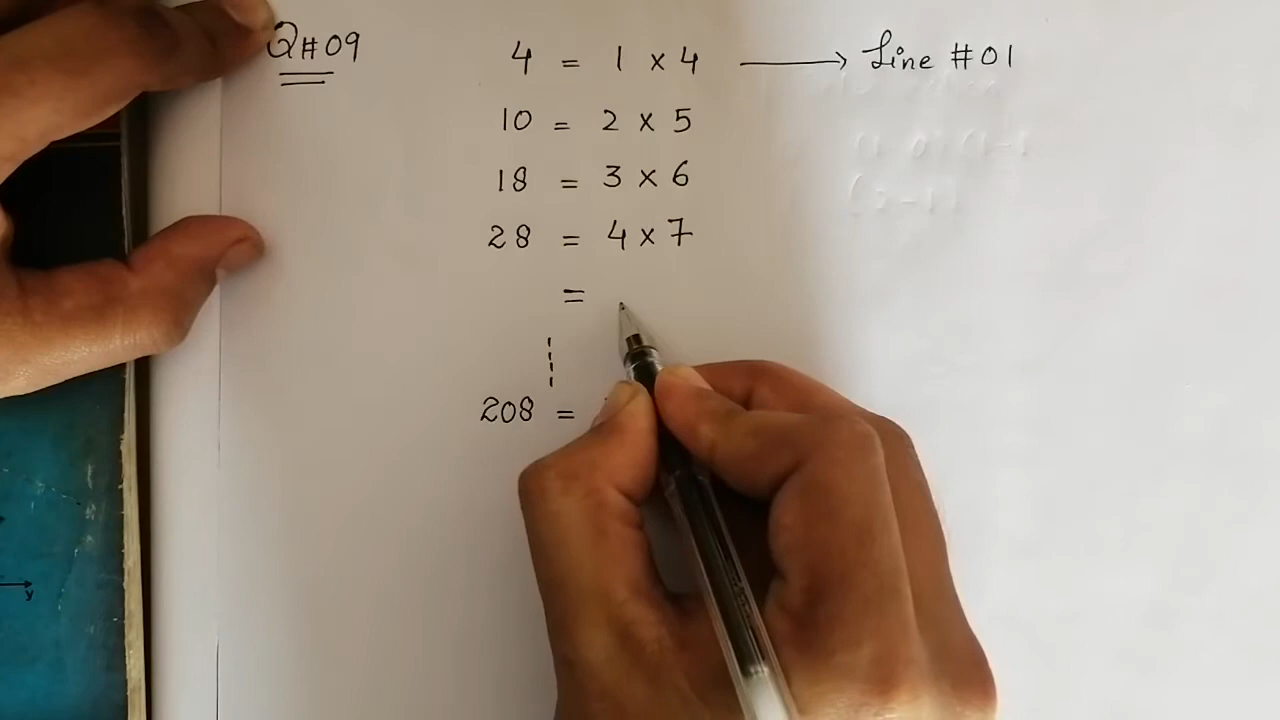 Q#09
4 = 1 x 4 → Line #01
10 = 2 x 5
18 = 3 x 6
28 = 4 x 7
=
208 =
y